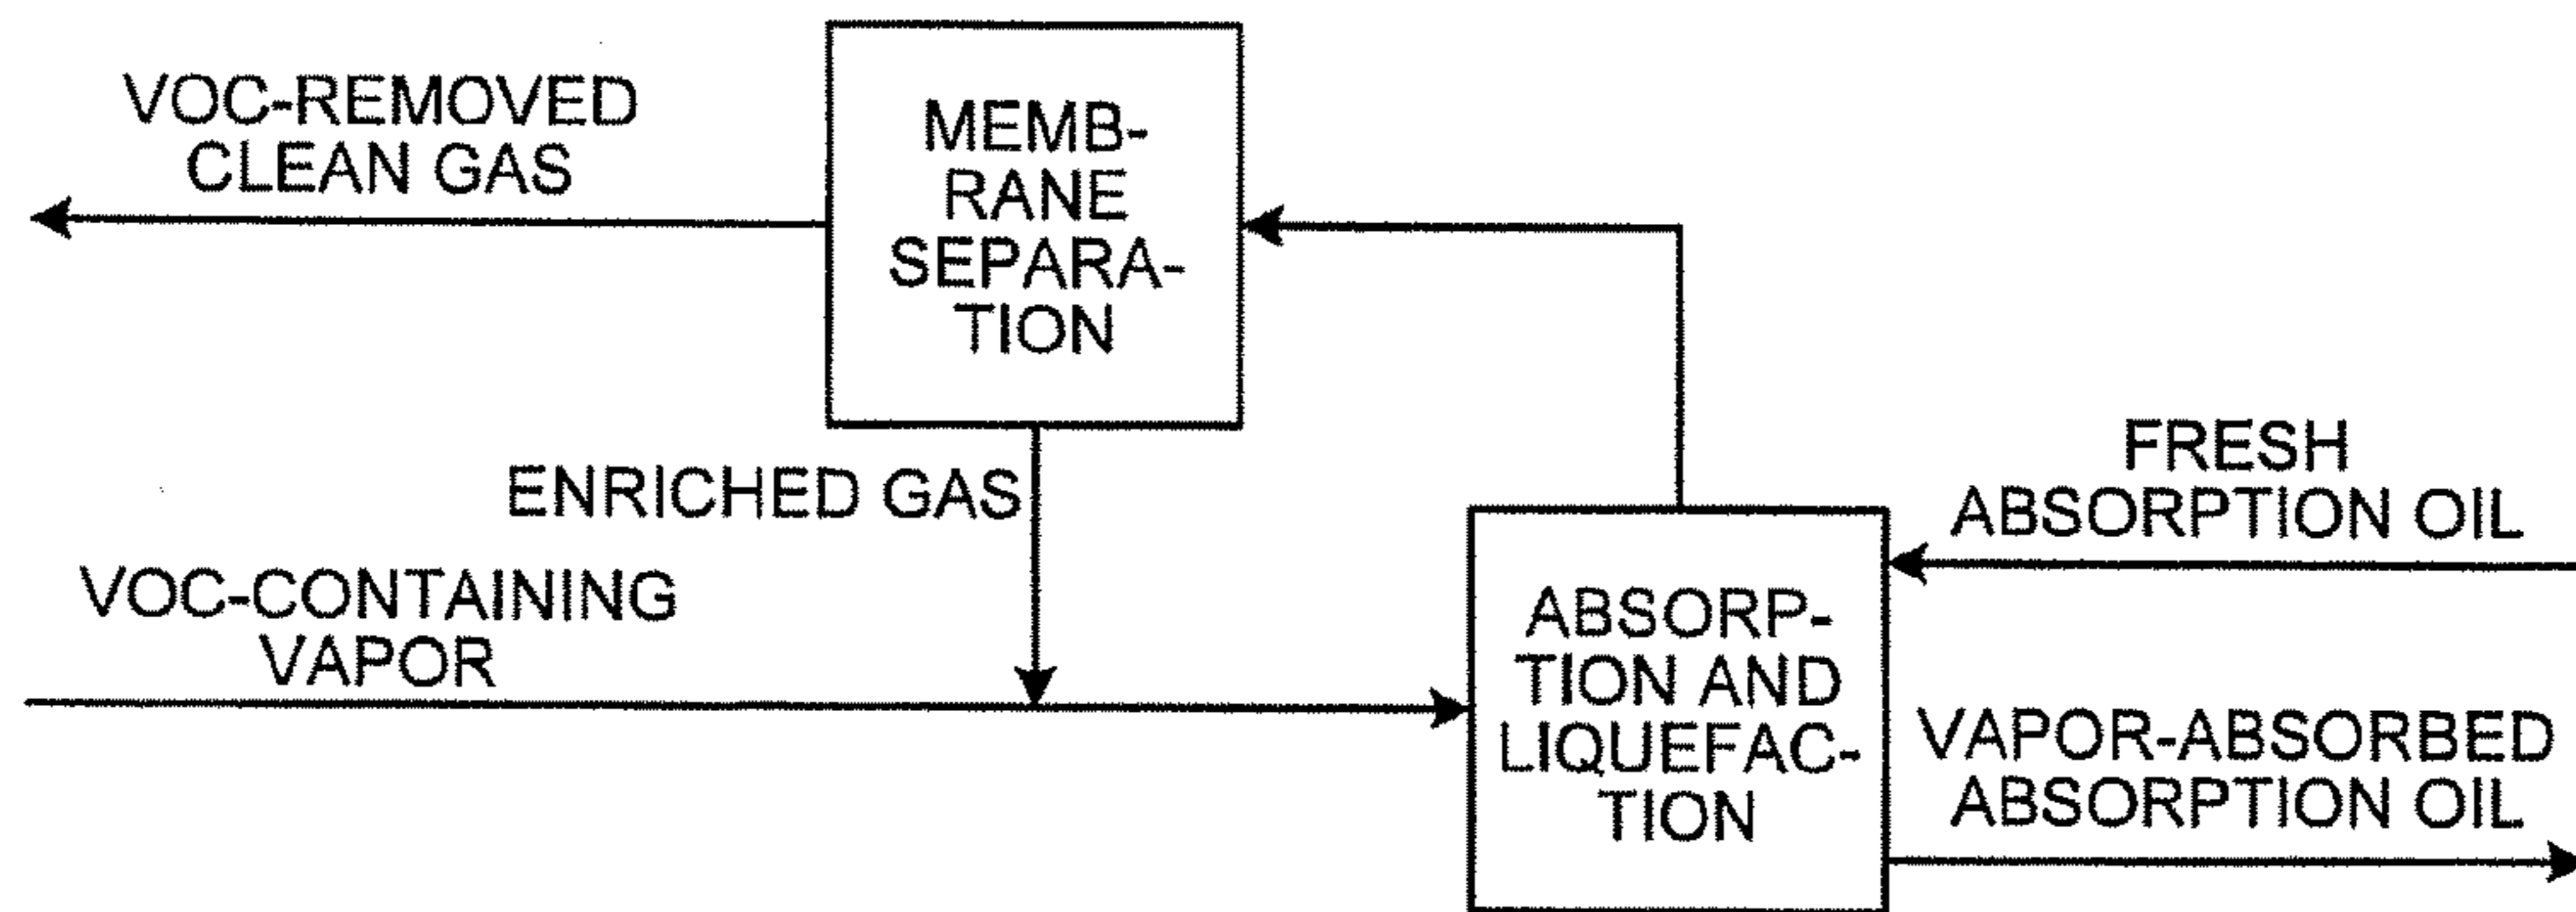 VOC-REMOVED
CLEAN GAS
MEMB-
RANE
SEPARA-
TION
ENRICHED GAS
VOC-CONTAINING
VAPOR
FRESH
ABSORPTION OIL
ABSORP-
TION AND
LIQUEFAC-
TION
VAPOR-ABSORBED
ABSORPTION OIL